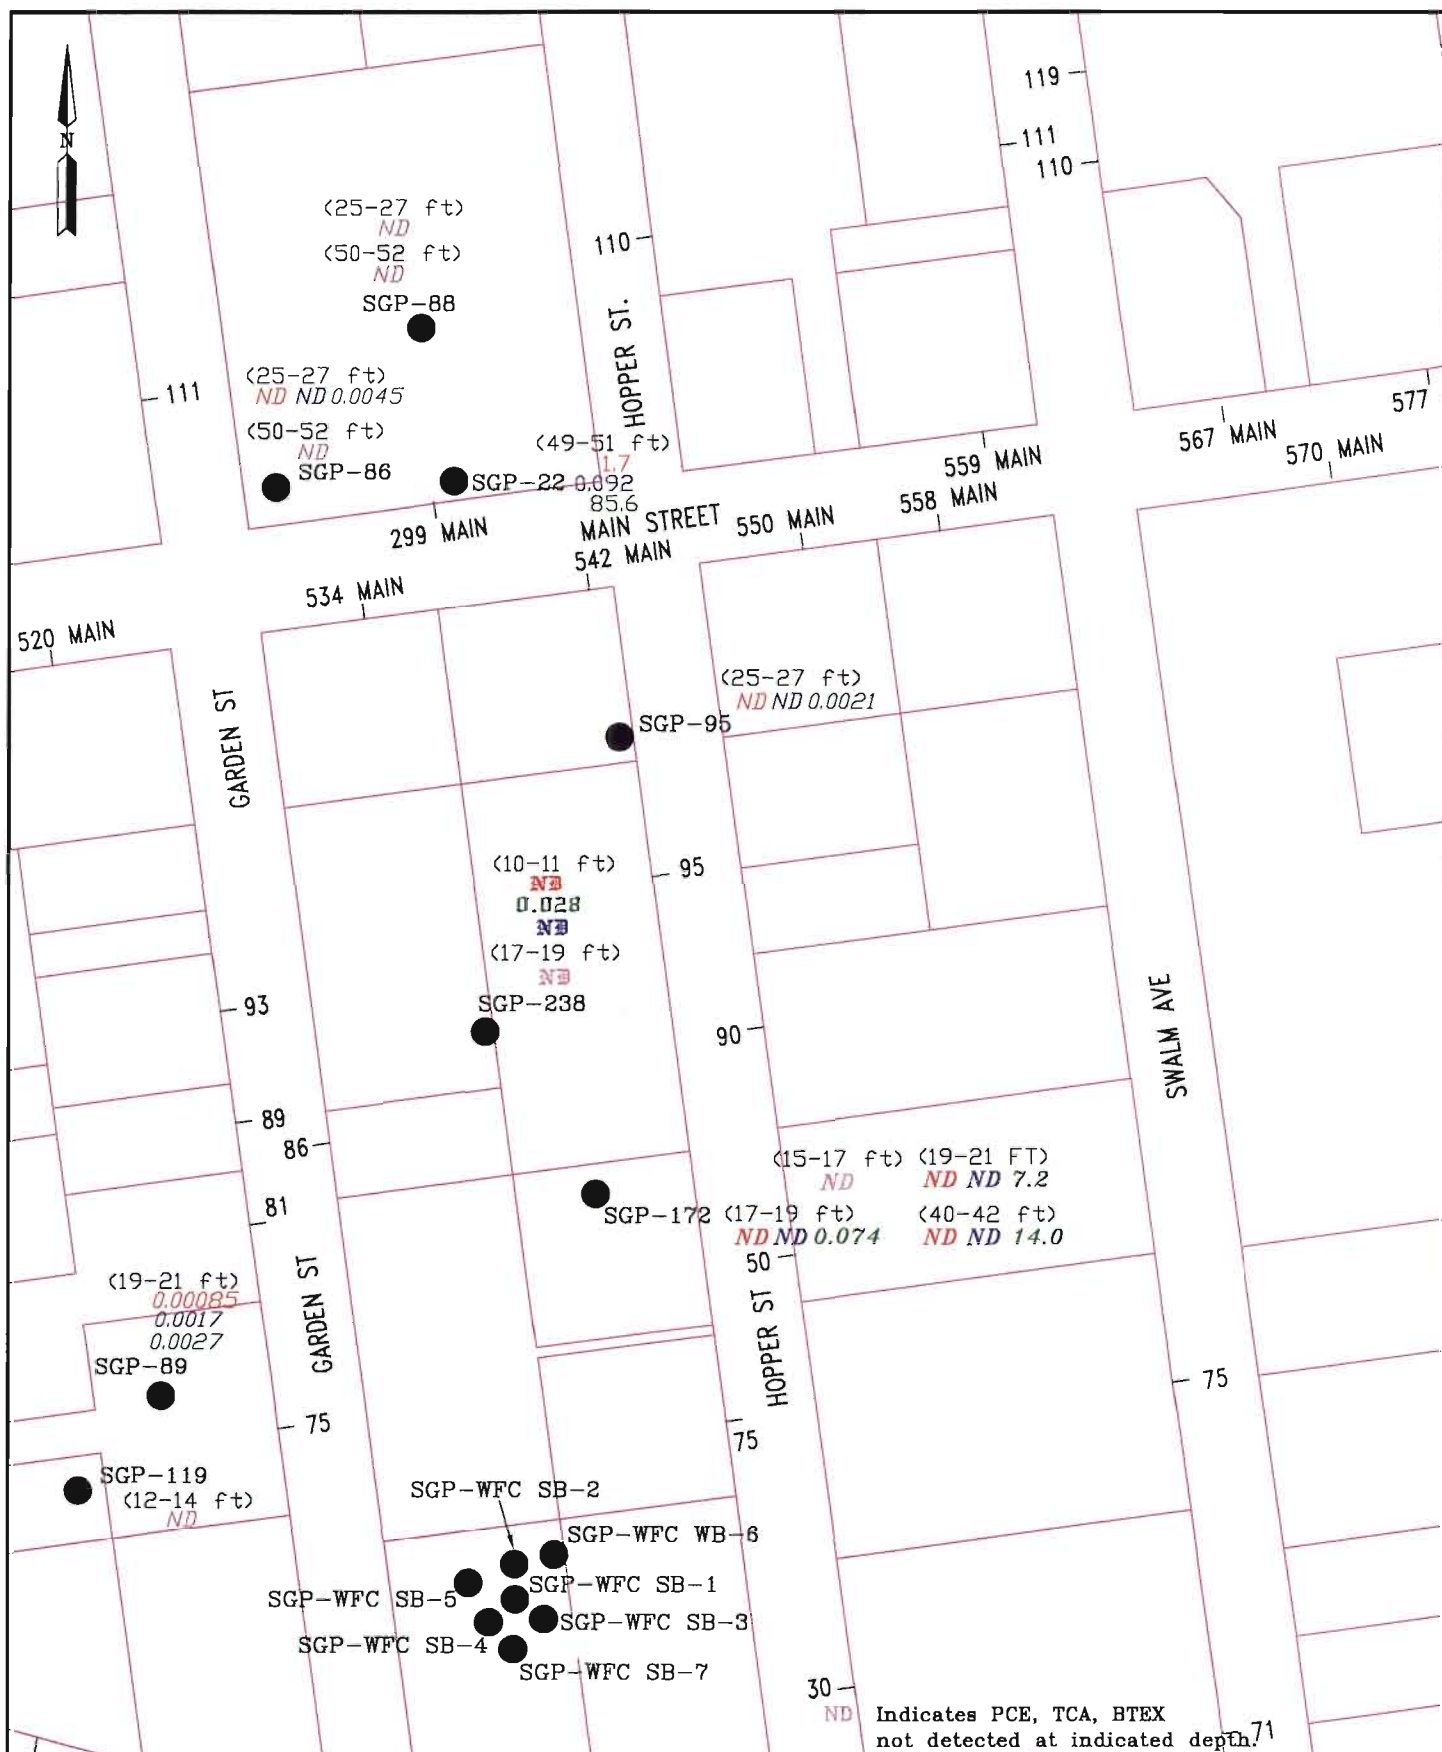 119
111
110
N
(25-27 ft)
ND
(50-52 ft)
ND
SGP-88
110
HOPPER ST.
111
(25-27 ft)
ND ND 0.0045
(50-52 ft)
ND
SGP-86
(49-51 ft)
1.7
SGP-22 0.092
85.6
577
567 MAIN
570 MAIN
559 MAIN
558 MAIN
550 MAIN
MAIN STREET
299 MAIN
542 MAIN
534 MAIN
520 MAIN
GARDEN ST
(25-27 ft)
ND ND 0.0021
SGP-95
(10-11 ft)
ND
0.028
ND
(17-19 ft)
ND
SGP-238
95
93
90
SWALM AVE
89
86
81
(15-17 ft) (19-21 FT)
ND ND ND 7.2
SGP-172 (17-19 ft) (40-42 ft)
ND ND 0.074 ND ND 14.0
50
GARDEN ST
HOPPER ST
(19-21 ft)
0.00085
0.0017
0.0027
SGP-89
75
75
75
SGP-119
(12-14 ft)
ND
SGP-WFC SB-2
SGP-WFC WB-6
SGP-WFC SB-1
SGP-WFC SB-5
SGP-WFC SB-3
SGP-WFC SB-4
SGP-WFC SB-7
30
ND Indicates PCE, TCA, BTEX
not detected at indicated depth.
71